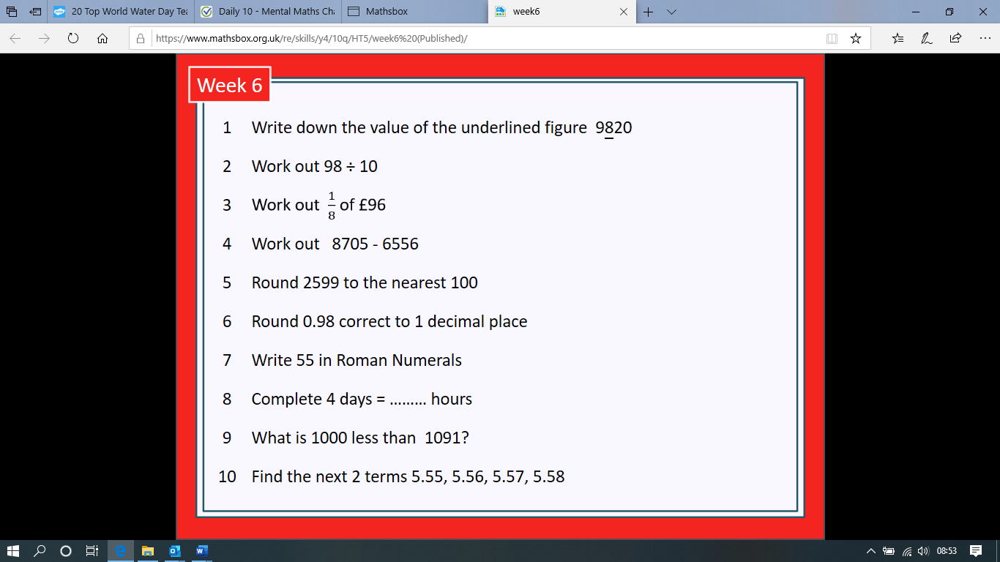 20 Top World Water Day Tea
Daily 10 - Mental Maths Cha
Mathsbox
week6
https://www.mathsbox.org.uk/re/skills/y4/10q/HT5/week6%20(Published)/
Week 6
1 Write down the value of the underlined figure 9820
2 Work out 98 ÷ 10
3 Work out 1/8 of £96
4 Work out 8705 - 6556
5 Round 2599 to the nearest 100
6 Round 0.98 correct to 1 decimal place
7 Write 55 in Roman Numerals
8 Complete 4 days = ......... hours
9 What is 1000 less than 1091?
10 Find the next 2 terms 5.55, 5.56, 5.57, 5.58
08:53